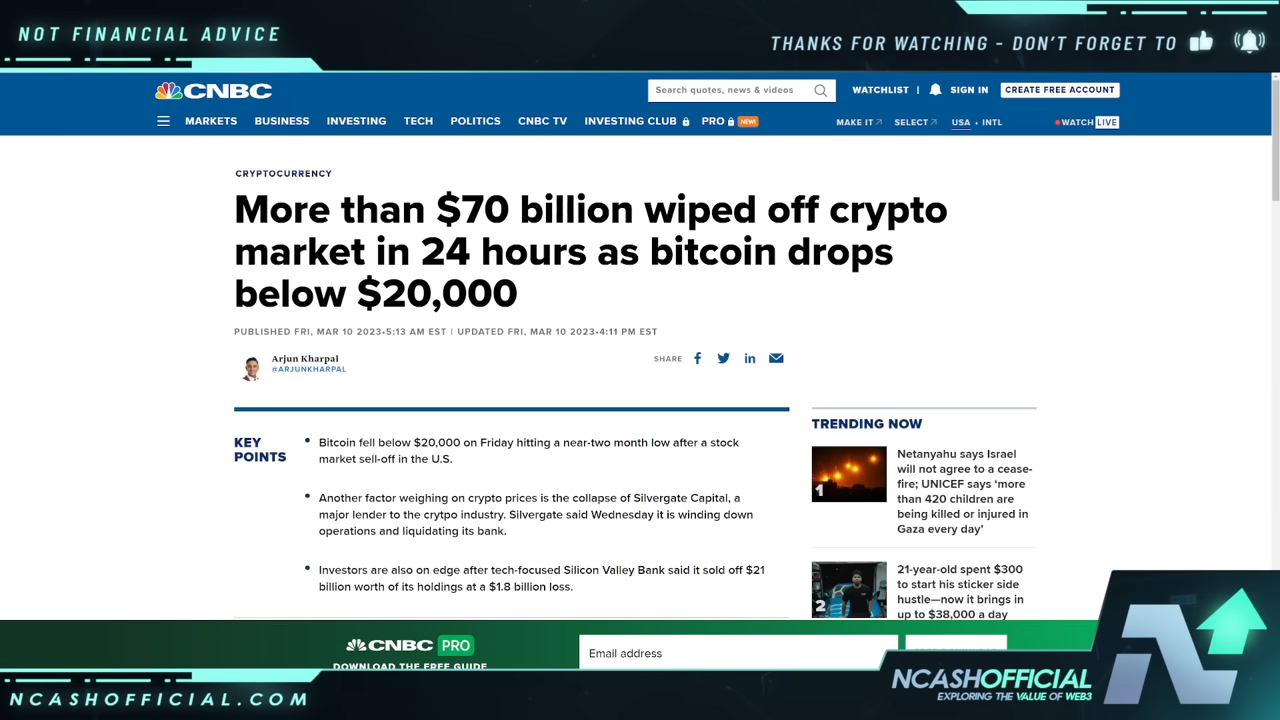 NOT FINANCIAL ADVICE
THANKS FOR WATCHING - DON'T FORGET TO
CNBC
Search quotes, news & videos
WATCHLIST | SIGN IN
CREATE FREE ACCOUNT
MARKETS BUSINESS INVESTING TECH POLITICS CNBC TV INVESTING CLUB PRO NEW!
MAKE IT SELECT USA • INTL WATCH LIVE
CRYPTOCURRENCY
More than $70 billion wiped off crypto
market in 24 hours as bitcoin drops
below $20,000
PUBLISHED FRI, MAR 10 2023•5:13 AM EST | UPDATED FRI, MAR 10 2023•4:11 PM EST
Arjun Kharpal
@ARJUNKHARPAL
SHARE
KEY
POINTS
Bitcoin fell below $20,000 on Friday hitting a near-two month low after a stock
market sell-off in the U.S.
Another factor weighing on crypto prices is the collapse of Silvergate Capital, a
major lender to the crytpo industry. Silvergate said Wednesday it is winding down
operations and liquidating its bank.
Investors are also on edge after tech-focused Silicon Valley Bank said it sold off $21
billion worth of its holdings at a $1.8 billion loss.
TRENDING NOW
1
Netanyahu says Israel
will not agree to a cease-
fire; UNICEF says 'more
than 420 children are
being killed or injured in
Gaza every day'
2
21-year-old spent $300
to start his sticker side
hustle—now it brings in
up to $38,000 a day
CNBC PRO
DOWNLOAD THE FREE GUIDE
Email address
NCASHOFFICIAL.COM
NCASHOFFICIAL
EXPLORING THE VALUE OF WEB3